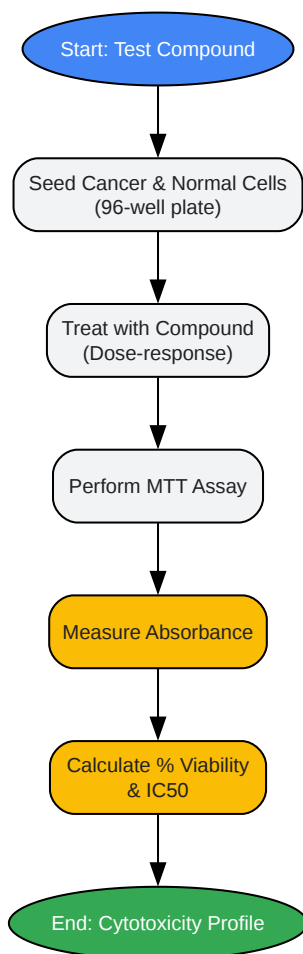 Start: Test Compound
Seed Cancer & Normal Cells
(96-well plate)
Treat with Compound
(Dose-response)
Perform MTT Assay
Measure Absorbance
Calculate % Viability
& IC50
End: Cytotoxicity Profile